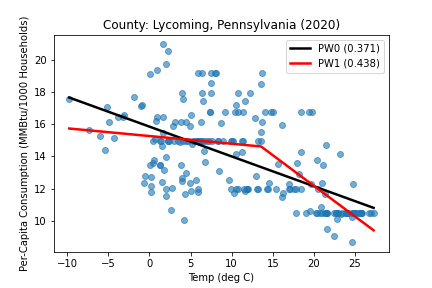 County: Lycoming, Pennsylvania (2020)
Per-Capita Consumption (MMBtu/1000 Households)
20
18
16
14
12
10
PW0 (0.371)
PW1 (0.438)
−10 −5 0 5 10 15 20 25
Temp (deg C)